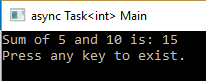 async Task<int> Main
Sum of 5 and 10 is: 15
Press any key to exist.